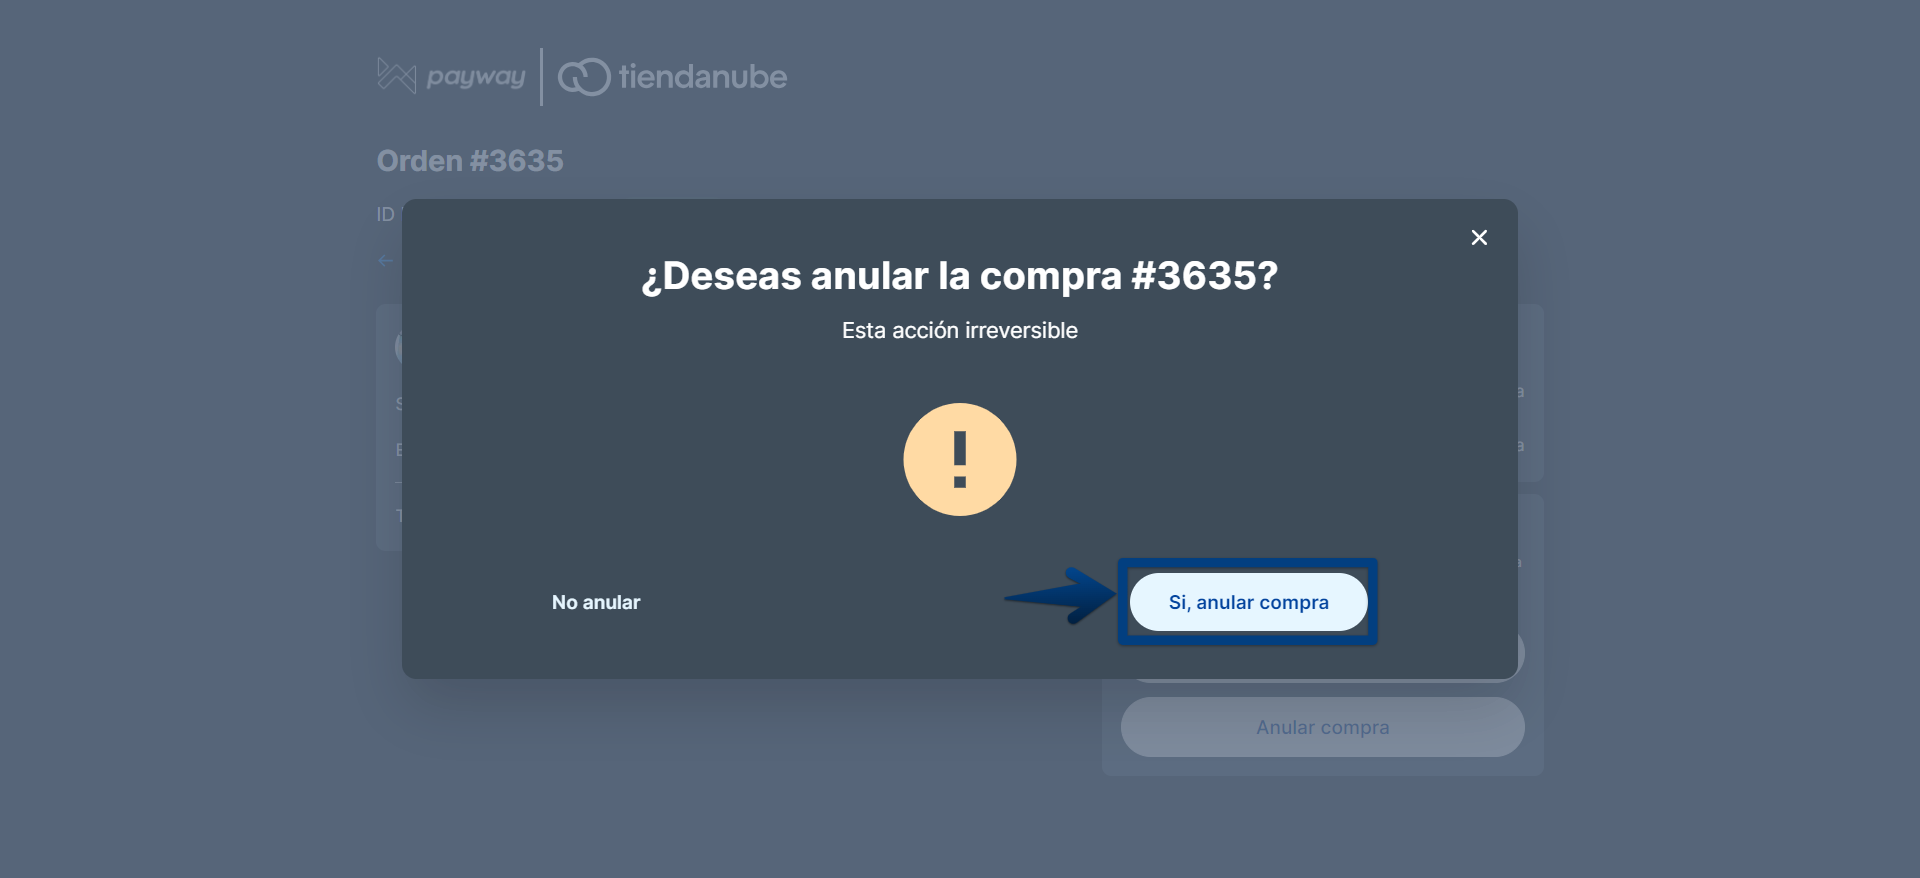 payway
tiendanube
Orden #3635
ID
¿Deseas anular la compra #3635?
Esta acción irreversible
No anular
Si, anular compra
Anular compra